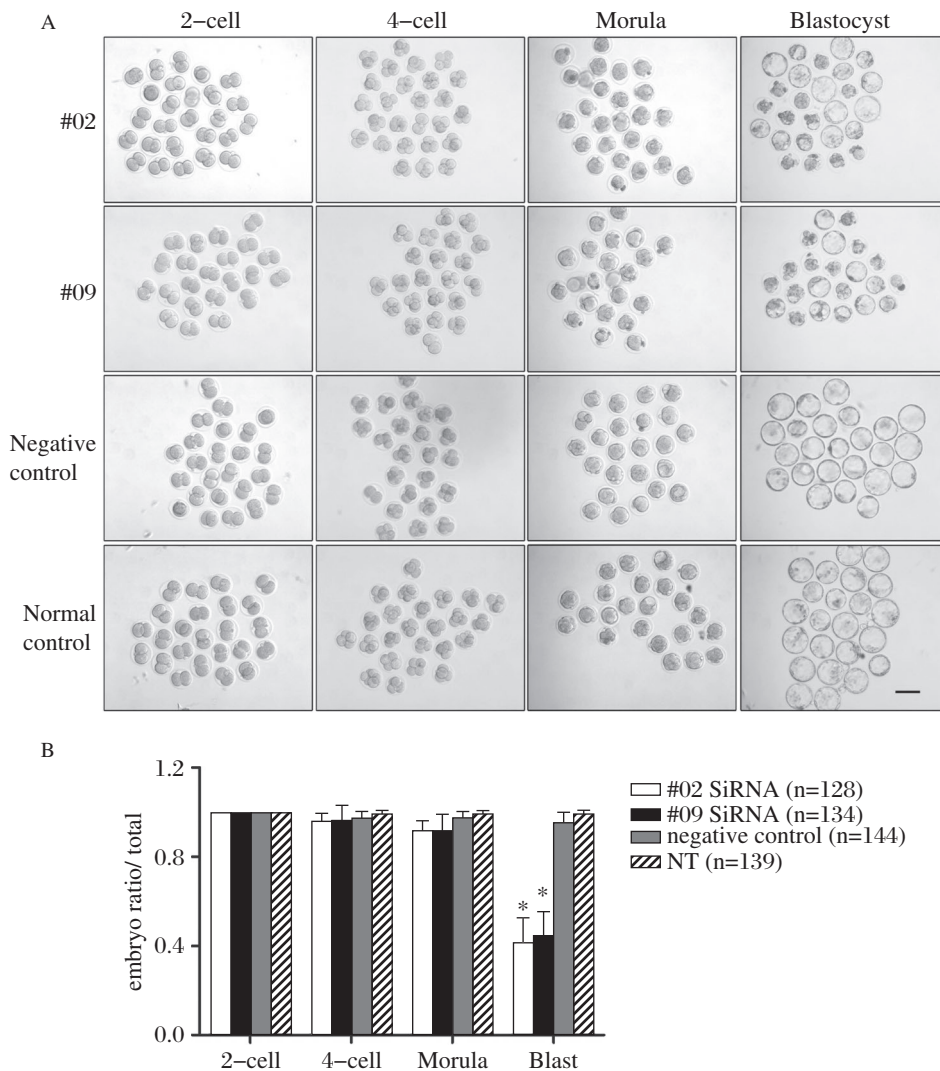 A
2−cell 4−cell Morula Blastocyst
#02
#09
Negative
control
Normal
control
B
1.2
0.8
0.4
0.0
embryo ratio/ total
* *
2−cell 4−cell Morula Blast
#02 SiRNA (n=128)
#09 SiRNA (n=134)
negative control (n=144)
NT (n=139)